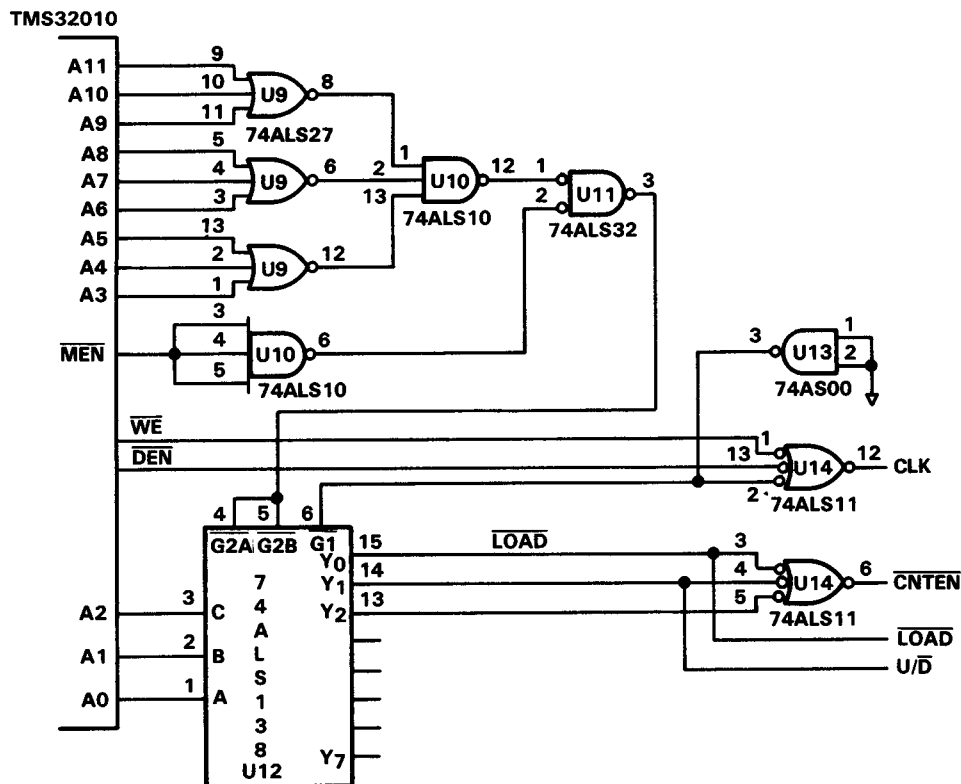 TMS32010
A11 9
A10 10 U9 8
A9 11
74ALS27
A8 5
A7 4 U9 6
A6 3
1
2 U10 12
13
74ALS10
1
2 U11 3
74ALS32
A5 13
A4 2 U9 12
A3 1
MEN 3
4 U10 6
5
74ALS10
3 U13 1
2
74AS00
WE
DEN
1
13 U14 12 CLK
2
74ALS11
4 5 6
G2A G2B G1
Y0 15 LOAD
Y1 14
Y2 13
3
4 U14 6 CNTEN
5
74ALS11
LOAD
U/D
A2 3 C
A1 2 B
A0 1 A
7
4
A
L
S
1
3
8
U12
Y7